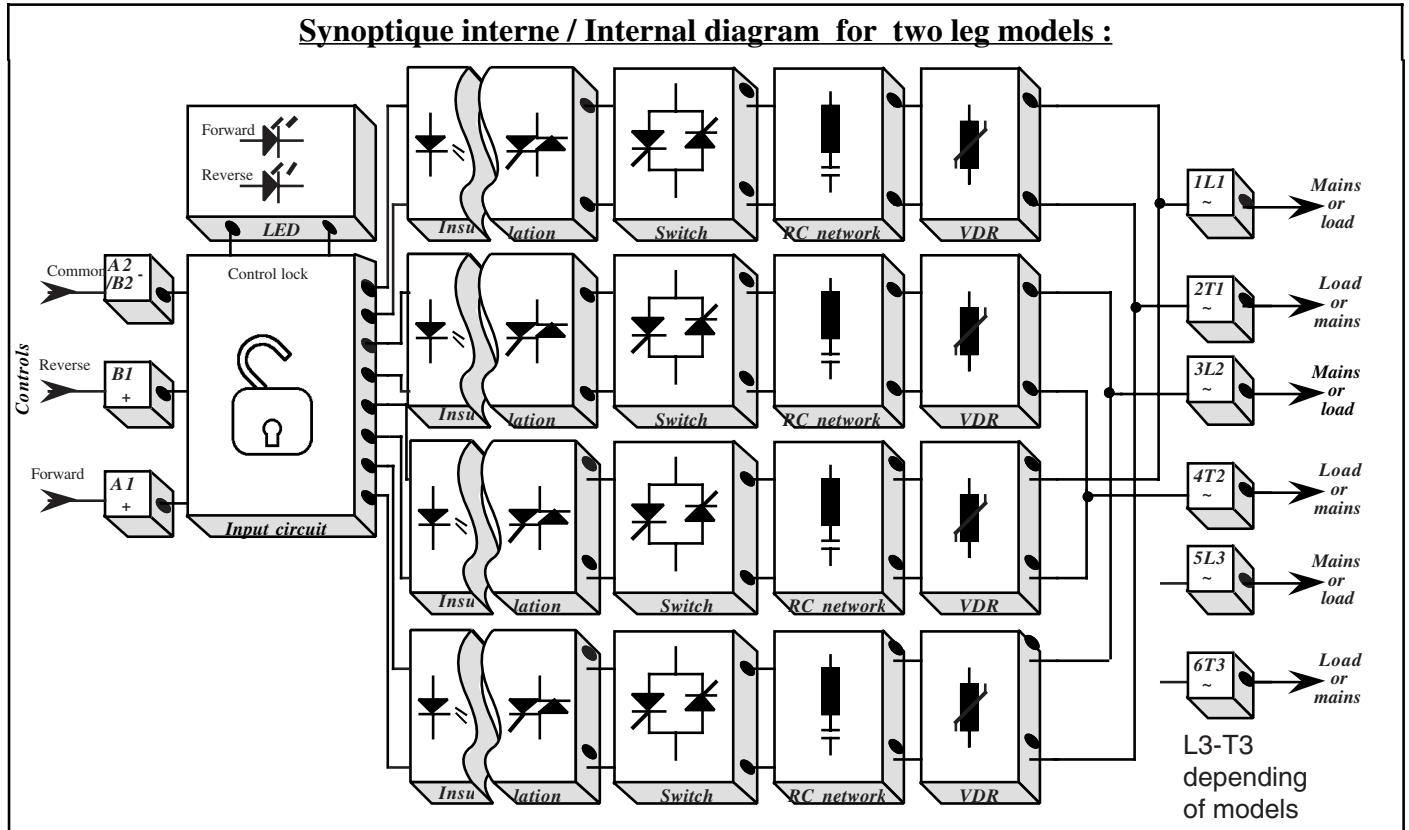 Synoptique interne / Internal diagram for two leg models :
Forward
Reverse
LED
Controls
Common
A2
/B2 -
Reverse
B1
+
Forward
A1
+
Control lock
Input circuit
Insu lation
Switch
RC network
VDR
Insu lation
Switch
RC network
VDR
Insu lation
Switch
RC network
VDR
Insu lation
Switch
RC network
VDR
1L1
~
Mains
or
load
2T1
~
Load
or
mains
3L2
~
Mains
or
load
4T2
~
Load
or
mains
5L3
~
Mains
or
load
6T3
~
Load
or
mains
L3-T3
depending
of models